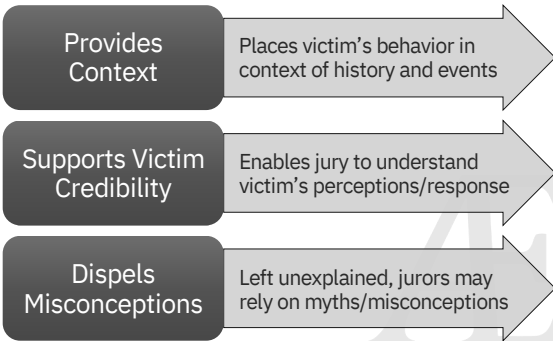 Provides
Context
Places victim’s behavior in
context of history and events
Supports Victim
Credibility
Enables jury to understand
victim’s perceptions/response
Dispels
Misconceptions
Left unexplained, jurors may
rely on myths/misconceptions
Æ